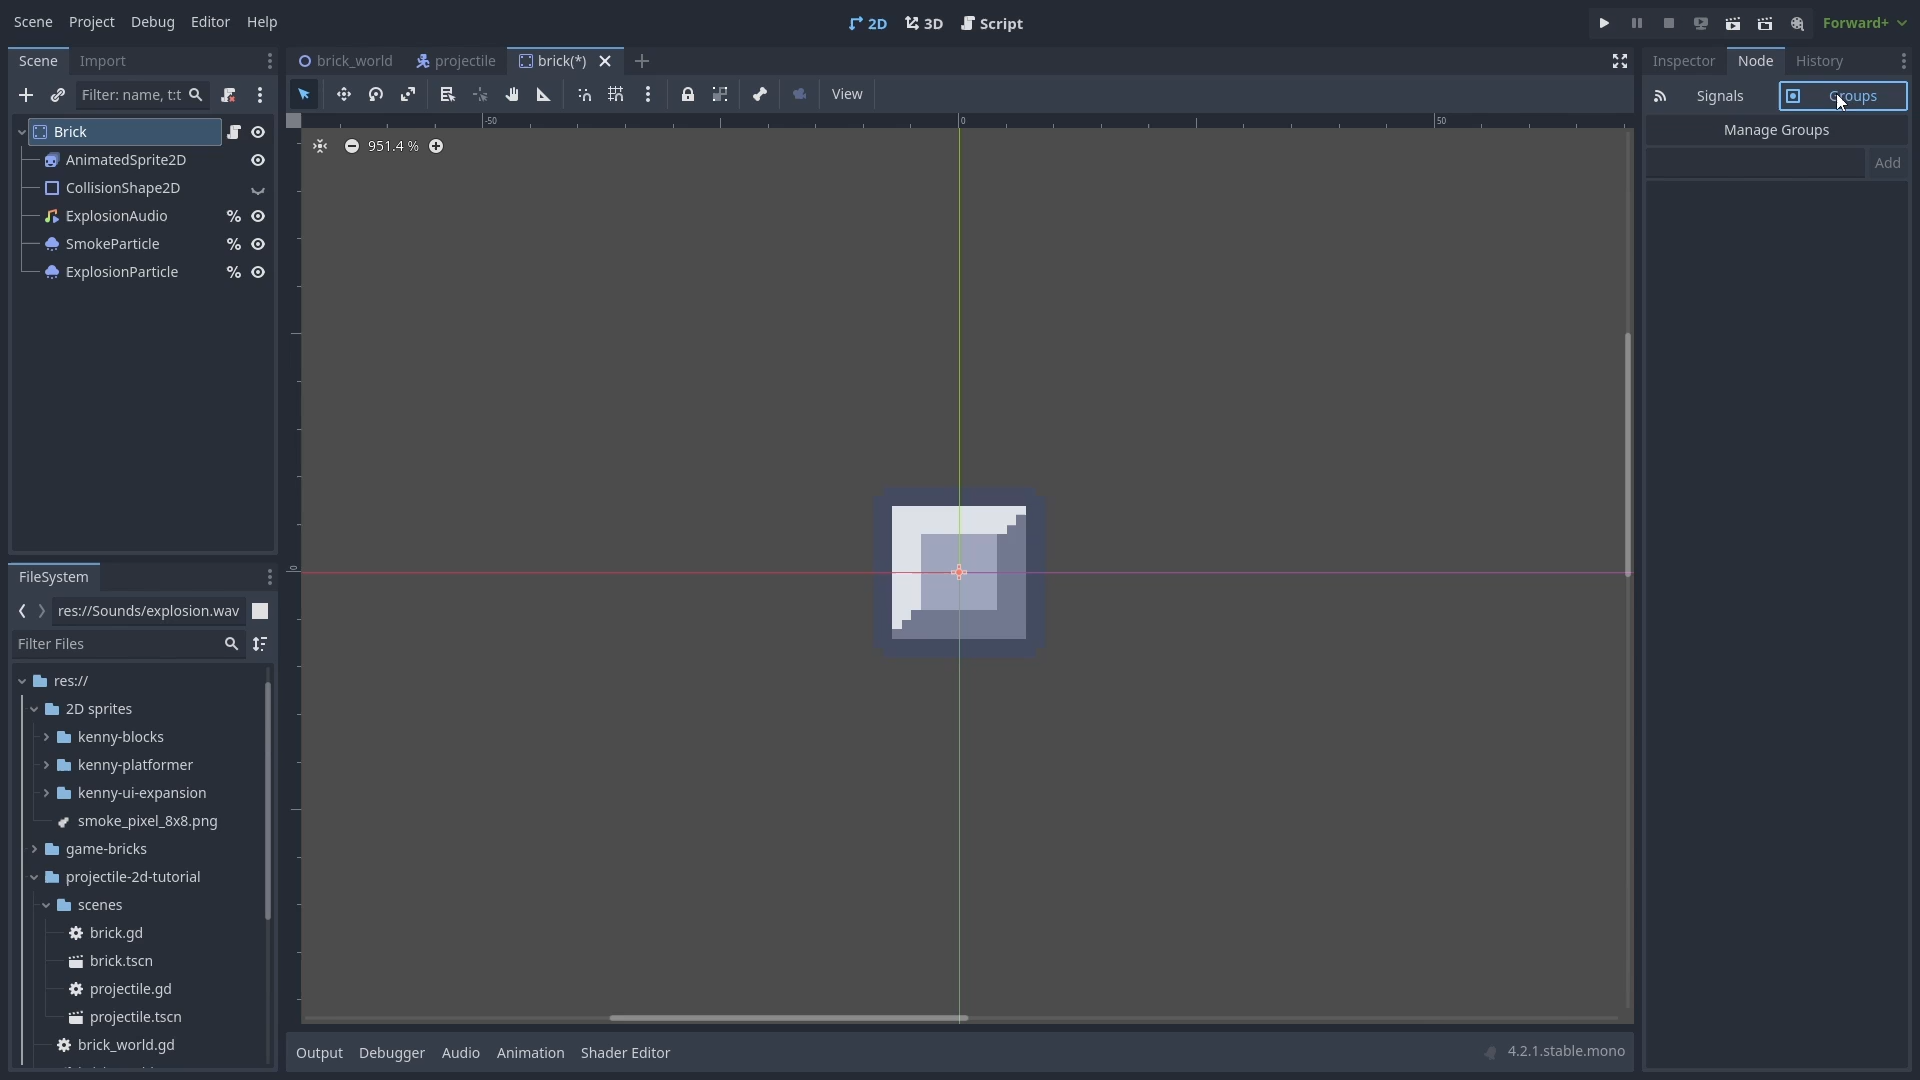 Scene Project Debug Editor Help
2D 3D Script
Forward+
Scene Import
Filter: name, t:t
Brick
AnimatedSprite2D
CollisionShape2D
ExplosionAudio %
SmokeParticle %
ExplosionParticle %
FileSystem
res://Sounds/explosion.wav
Filter Files
res://
2D sprites
kenny-blocks
kenny-platformer
kenny-ui-expansion
smoke_pixel_8x8.png
game-bricks
projectile-2d-tutorial
scenes
brick.gd
brick.tscn
projectile.gd
projectile.tscn
brick_world.gd
brick_world projectile brick(*)
View
-50 0 50
951.4 %
0
Output Debugger Audio Animation Shader Editor
4.2.1.stable.mono
Inspector Node History
Signals Groups
Manage Groups
Add